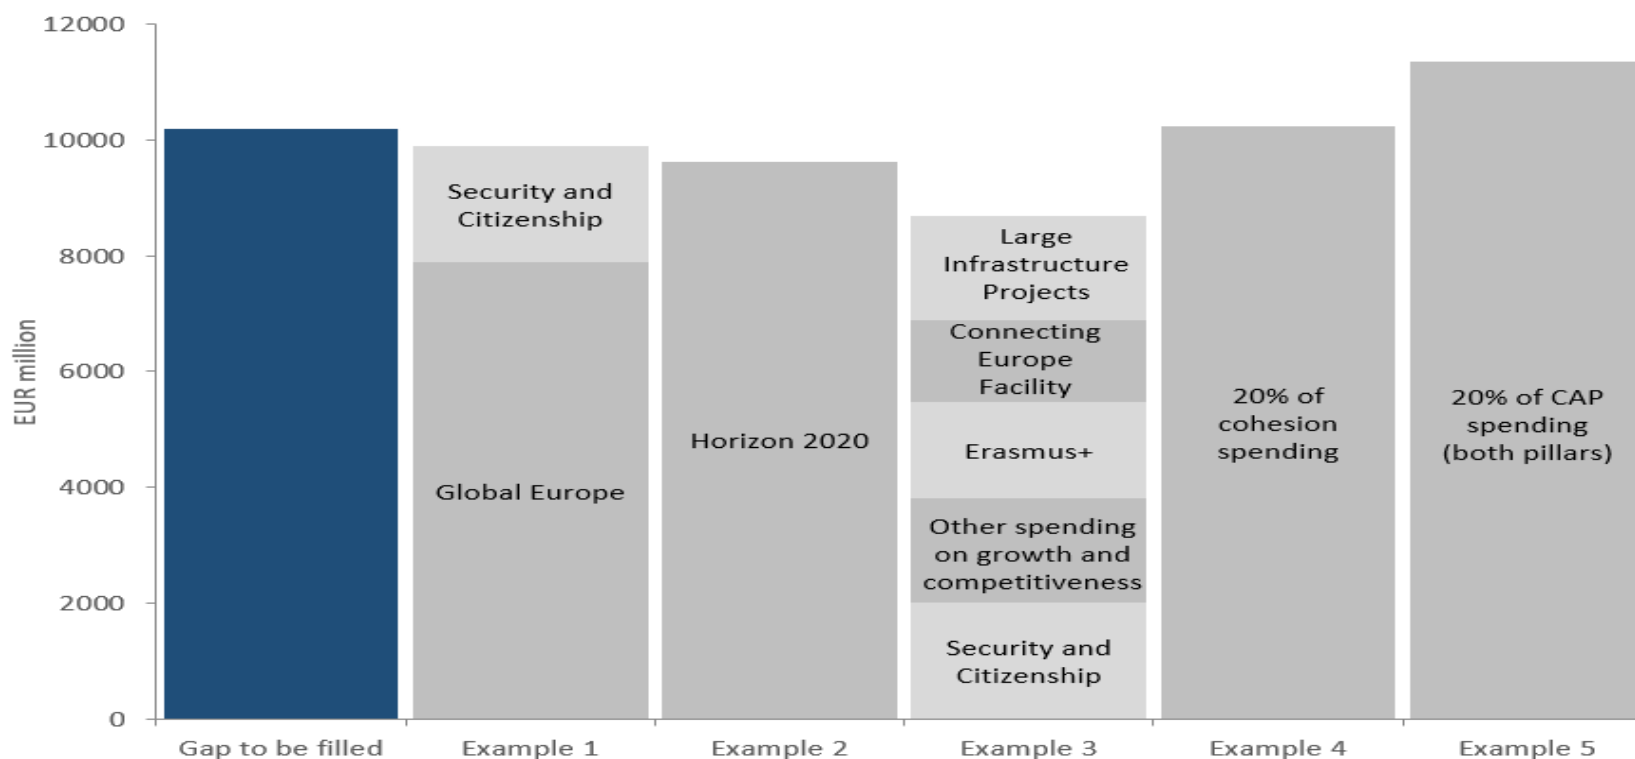 12000
10000
8000
6000
4000
2000
0
EUR million
Security and
Citizenship
Global Europe
Horizon 2020
Large
Infrastructure
Projects
Connecting
Europe
Facility
Erasmus+
Other spending
on growth and
competitiveness
Security and
Citizenship
20% of
cohesion
spending
20% of CAP
spending
(both pillars)
Gap to be filled
Example 1
Example 2
Example 3
Example 4
Example 5